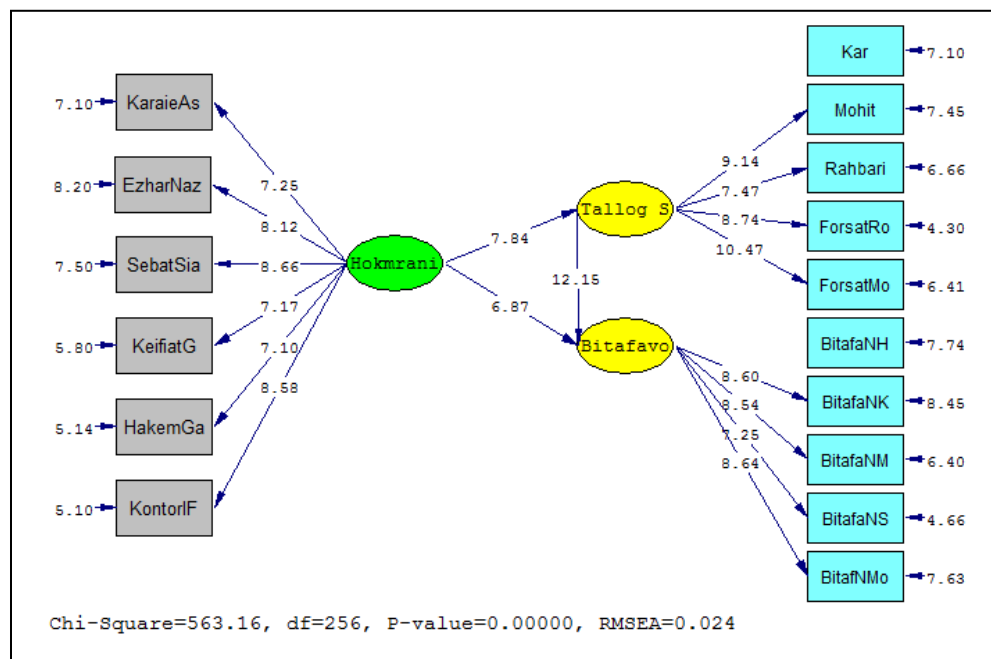 7.10
KaraieAs
8.20
EzharNaz
7.50
SebatSia
5.80
KeifiatG
5.14
HakemGa
5.10
KontorlF
7.25
8.12
8.66
7.17
7.10
8.58
Hokmrani
7.84
6.87
Tallog S
12.15
Bitafavo
9.14
7.47
8.74
10.47
8.60
8.54
7.25
8.64
Kar
7.10
Mohit
7.45
Rahbari
6.66
ForsatRo
4.30
ForsatMo
6.41
BitafaNH
7.74
BitafaNK
8.45
BitafaNM
6.40
BitafaNS
4.66
BitafNMo
7.63
Chi-Square=563.16, df=256, P-value=0.00000, RMSEA=0.024